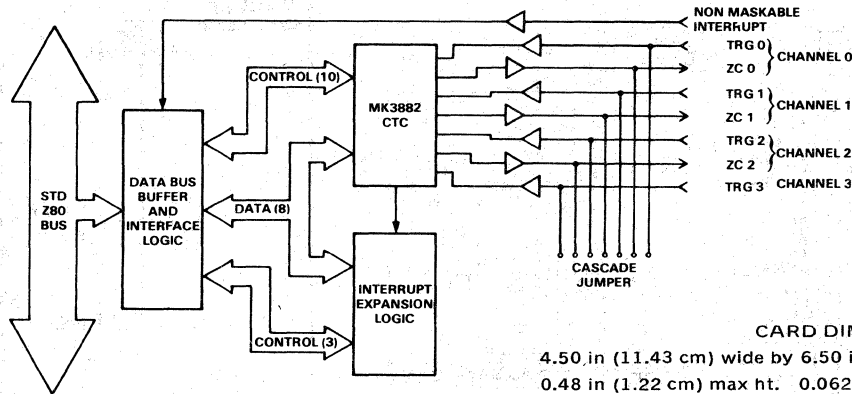 NON MASKABLE
INTERRUPT
TRG 0
ZC 0
CHANNEL 0
TRG 1
ZC 1
CHANNEL 1
TRG 2
ZC 2
CHANNEL 2
TRG 3 CHANNEL 3
CONTROL (10)
MK3882
CTC
STD
Z80
BUS
DATA BUS
BUFFER
AND
INTERFACE
LOGIC
DATA (8)
INTERRUPT
EXPANSION
LOGIC
CONTROL (3)
CASCADE
JUMPER
CARD DIM
4.50 in (11.43 cm) wide by 6.50 i
0.48 in (1.22 cm) max ht. 0.062